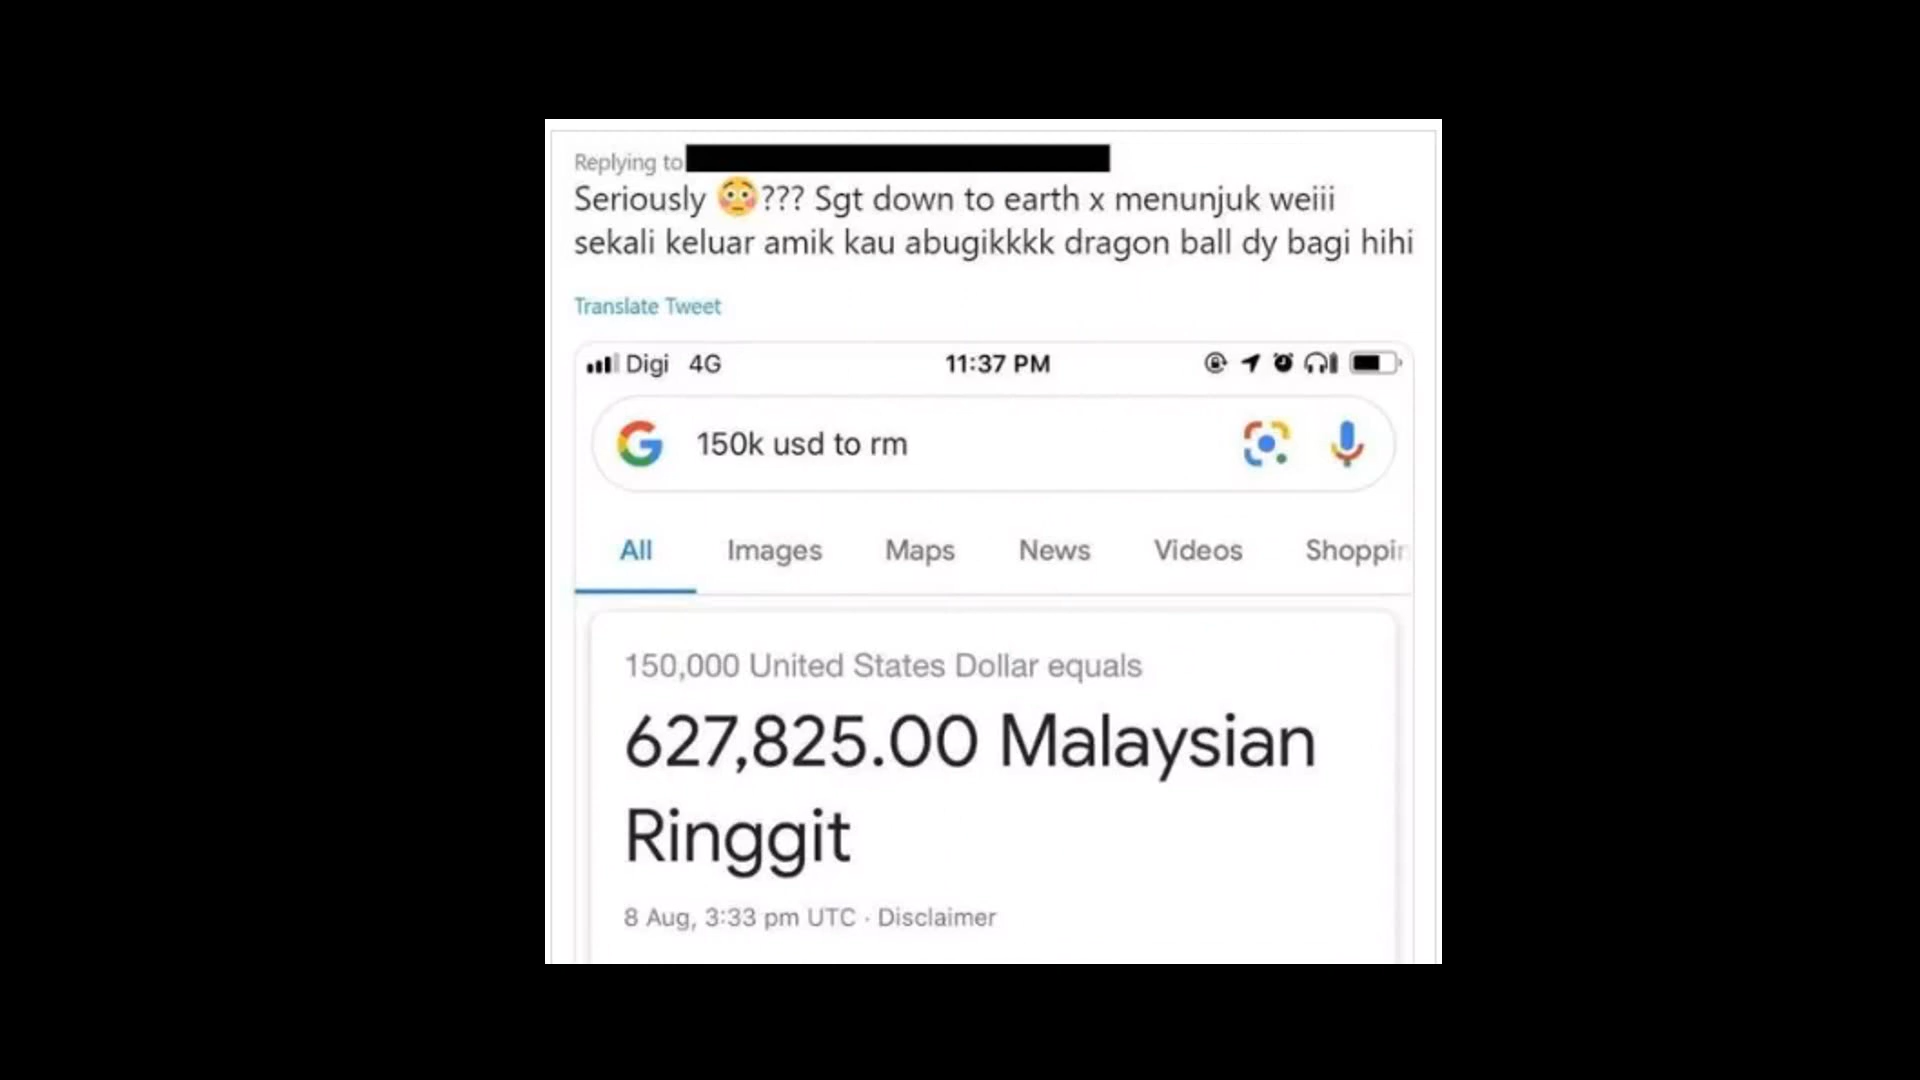 Replying to
Seriously 😳??? Sgt down to earth x menunjuk weiii
sekali keluar amik kau abugikkkk dragon ball dy bagi hihi
Translate Tweet
Digi 4G 11:37 PM
150k usd to rm
All Images Maps News Videos Shoppin
150,000 United States Dollar equals
627,825.00 Malaysian
Ringgit
8 Aug, 3:33 pm UTC · Disclaimer